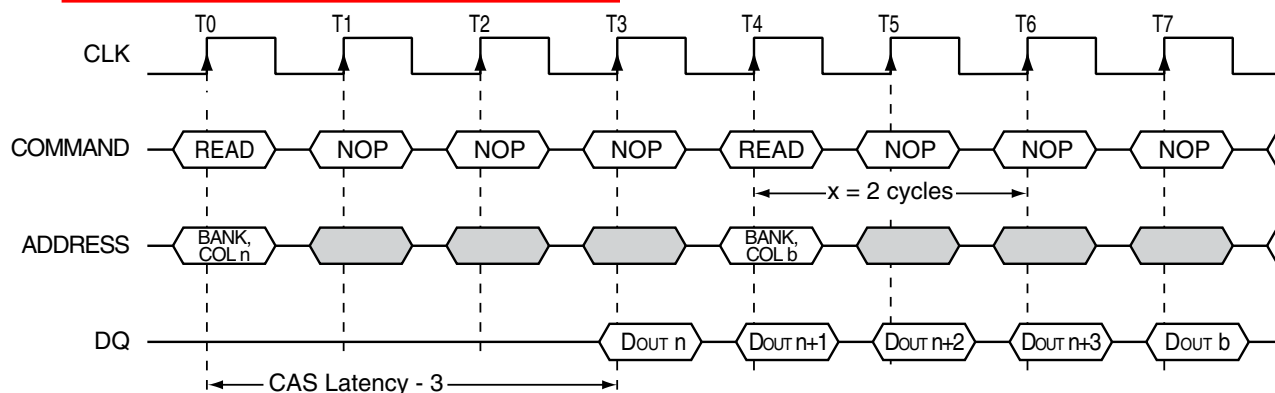 T0 T1 T2 T3 T4 T5 T6 T7
CLK
COMMAND READ NOP NOP NOP READ NOP NOP NOP
x = 2 cycles
ADDRESS BANK, COL n BANK, COL b
DQ DOUT n DOUT n+1 DOUT n+2 DOUT n+3 DOUT b
CAS Latency - 3